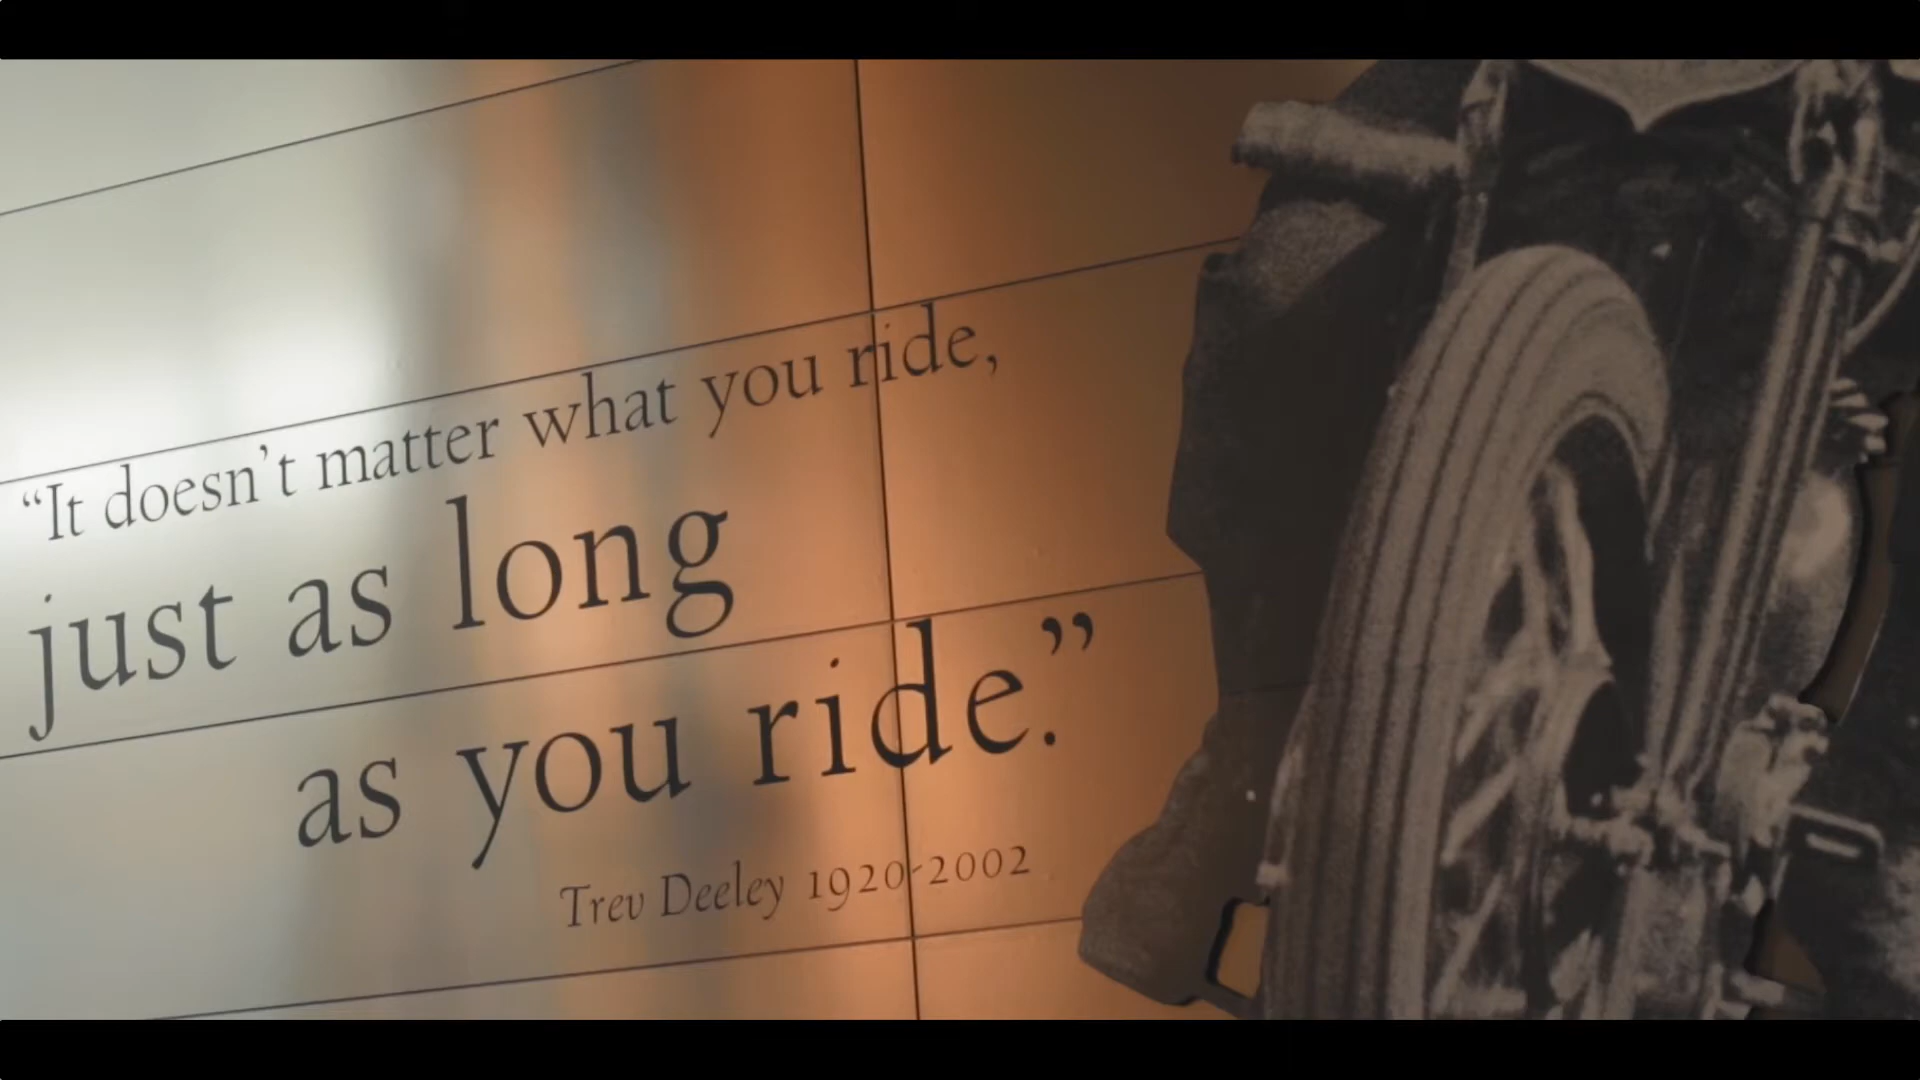 “It doesn’t matter what you ride,
just as long
as you ride.”
Trev Deeley 1920-2002